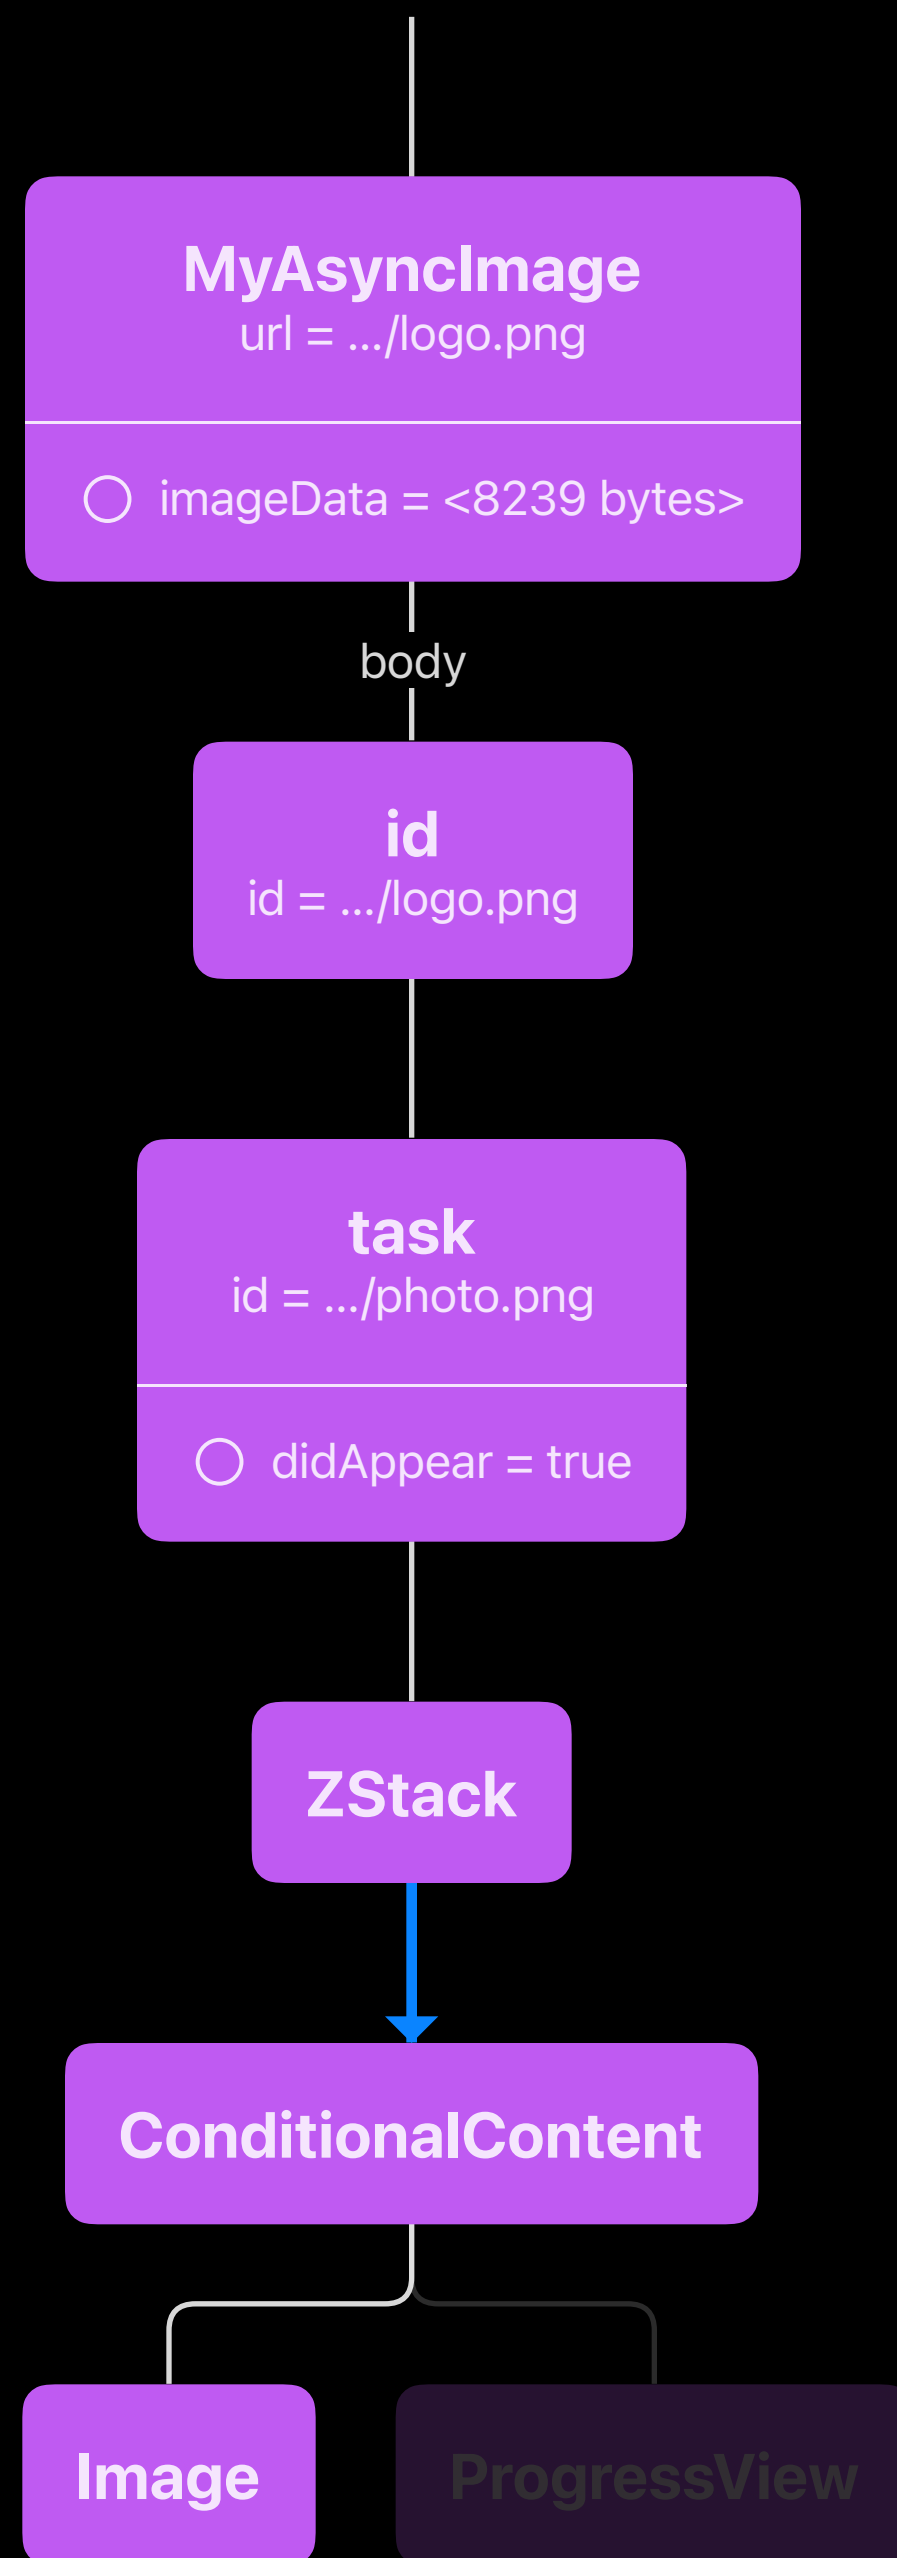 MyAsyncImage
url = .../logo.png
imageData = <8239 bytes>
body
id
id = .../logo.png
task
id = .../photo.png
didAppear = true
ZStack
ConditionalContent
Image
ProgressView